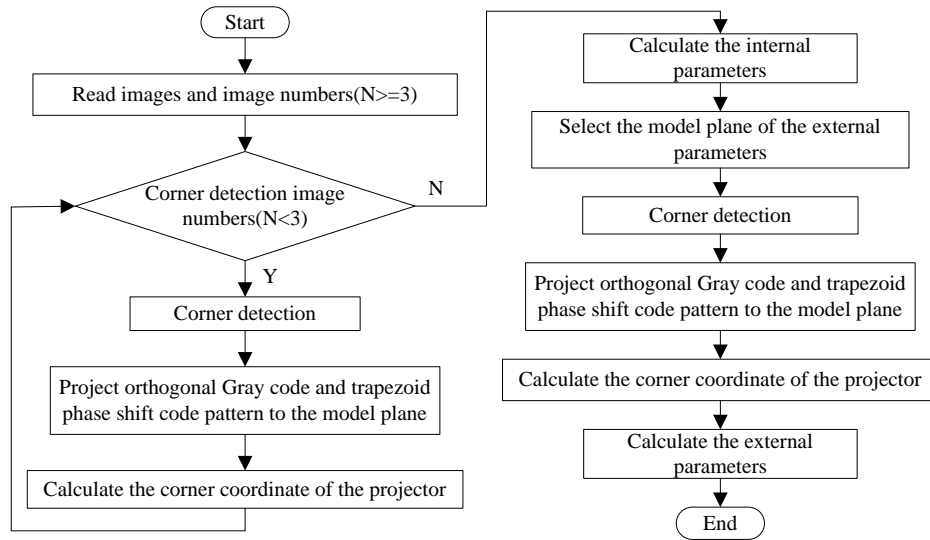 Start
Read images and image numbers(N>=3)
Corner detection image
numbers(N<3)
N
Y
Corner detection
Project orthogonal Gray code and trapezoid
phase shift code pattern to the model plane
Calculate the corner coordinate of the projector
Calculate the internal
parameters
Select the model plane of the external
parameters
Corner detection
Project orthogonal Gray code and trapezoid
phase shift code pattern to the model plane
Calculate the corner coordinate of the projector
Calculate the external
parameters
End